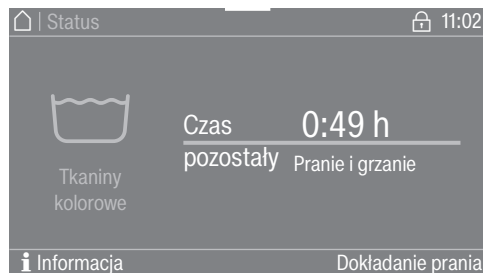 | Status 11:02
Czas 0:49 h
pozostały Pranie i grzanie
Tkaniny
kolorowe
i Informacja Dokładanie prania